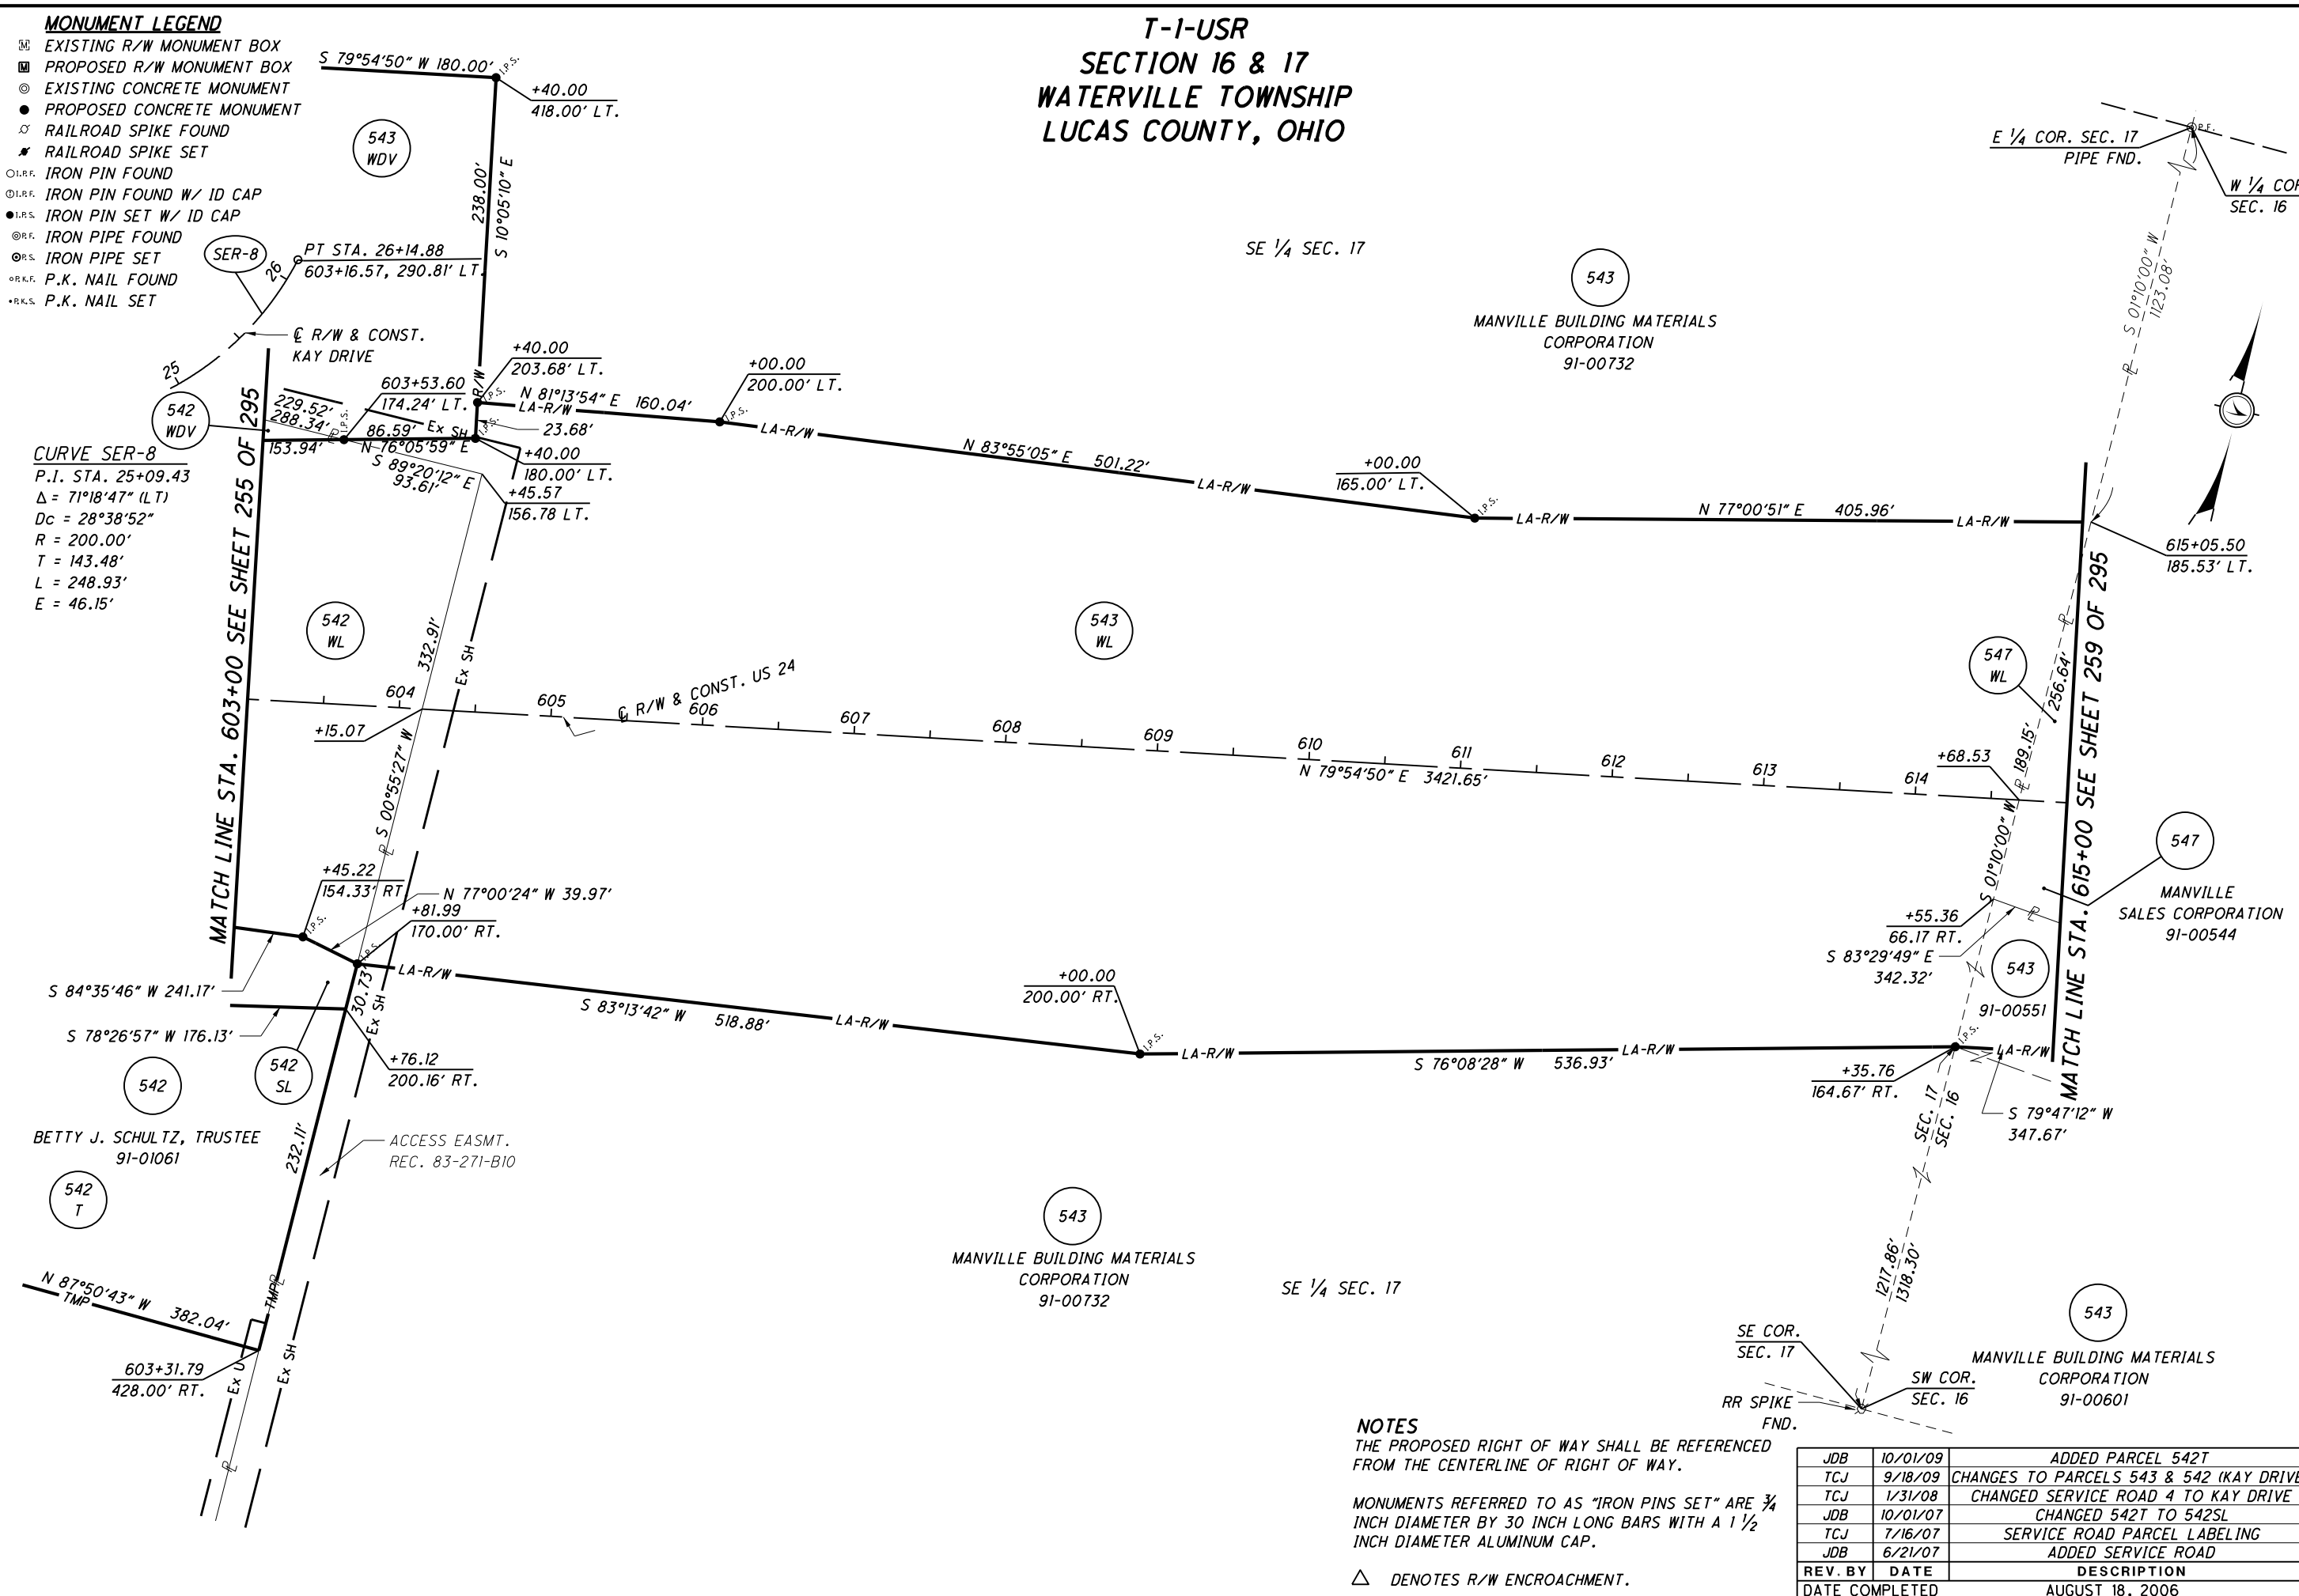 MONUMENT LEGEND
M EXISTING R/W MONUMENT BOX
M PROPOSED R/W MONUMENT BOX
EXISTING CONCRETE MONUMENT
PROPOSED CONCRETE MONUMENT
RAILROAD SPIKE FOUND
RAILROAD SPIKE SET
I.P.F. IRON PIN FOUND
I.P.F. IRON PIN FOUND W/ ID CAP
I.P.S. IRON PIN SET W/ ID CAP
P.F. IRON PIPE FOUND
P.S. IRON PIPE SET
P.K.F. P.K. NAIL FOUND
P.K.S. P.K. NAIL SET
T-1-USR
SECTION 16 & 17
WATERVILLE TOWNSHIP
LUCAS COUNTY, OHIO
S 79°54'50" W 180.00'
I.P.S.
+40.00
418.00' LT.
543
WDV
238.00'
S 10°05'10" E
SER-8
26
PT STA. 26+14.88
603+16.57, 290.81' LT.
℄ R/W & CONST.
KAY DRIVE
25
542
WDV
E 1/4 COR. SEC. 17
PIPE FND.
P.F.
W 1/4 COR
SEC. 16
SE 1/4 SEC. 17
543
MANVILLE BUILDING MATERIALS
CORPORATION
91-00732
S 01°10'00" W
1123.08'
PL
R/W
I.P.S.
+40.00
203.68' LT.
+00.00
200.00' LT.
603+53.60
174.24' LT.
N 81°13'54" E 160.04'
LA-R/W
I.P.S.
LA-R/W
229.52'
288.34'
PL
I.P.S.
86.59'
Ex SH
23.68'
I.P.S.
153.94'
N 76°05'59" E
+40.00
180.00' LT.
S 89°20'12" E
93.61'
+45.57
156.78 LT.
N 83°55'05" E 501.22'
LA-R/W
+00.00
165.00' LT.
I.P.S.
LA-R/W
N 77°00'51" E 405.96'
LA-R/W
615+05.50
185.53' LT.
CURVE SER-8
P.I. STA. 25+09.43
Δ = 71°18'47" (LT)
Dc = 28°38'52"
R = 200.00'
T = 143.48'
L = 248.93'
E = 46.15'
MATCH LINE STA. 603+00 SEE SHEET 255 OF 295
542
WL
332.91'
Ex SH
543
WL
547
WL
PL
256.64'
MATCH LINE STA. 615+00 SEE SHEET 259 OF 295
℄ R/W & CONST. US 24
604
605
606
607
608
609
610
611
612
613
614
+15.07
N 79°54'50" E 3421.65'
+68.53
189.15'
PL
S 00°55'27" W
PL
S 01°10'00" W
547
MANVILLE
SALES CORPORATION
91-00544
+45.22
154.33' RT
N 77°00'24" W 39.97'
+81.99
170.00' RT.
I.P.S.
I.P.S.
LA-R/W
+55.36
66.17 RT.
PL
S 83°29'49" E
342.32'
543
91-00551
S 84°35'46" W 241.17'
S 78°26'57" W 176.13'
30.73'
Ex SH
S 83°13'42" W 518.88'
LA-R/W
+00.00
200.00' RT.
I.P.S.
LA-R/W
S 76°08'28" W 536.93'
LA-R/W
I.P.S.
LA-R/W
+35.76
164.67' RT.
S 79°47'12" W
347.67'
542
542
SL
+76.12
200.16' RT.
SEC. 17
SEC. 16
BETTY J. SCHULTZ, TRUSTEE
91-01061
232.11'
ACCESS EASMT.
REC. 83-271-B10
542
T
543
MANVILLE BUILDING MATERIALS
CORPORATION
91-00732
SE 1/4 SEC. 17
1217.86'
1318.30'
N 87°50'43" W 382.04'
TMP
TMP
PL
603+31.79
428.00' RT.
Ex U
Ex SH
PL
543
MANVILLE BUILDING MATERIALS
CORPORATION
91-00601
SE COR.
SEC. 17
SW COR.
SEC. 16
RR SPIKE
FND.
NOTES
THE PROPOSED RIGHT OF WAY SHALL BE REFERENCED
FROM THE CENTERLINE OF RIGHT OF WAY.
MONUMENTS REFERRED TO AS "IRON PINS SET" ARE 3/4
INCH DIAMETER BY 30 INCH LONG BARS WITH A 1 1/2
INCH DIAMETER ALUMINUM CAP.
△ DENOTES R/W ENCROACHMENT.
JDB 10/01/09 ADDED PARCEL 542T
TCJ 9/18/09 CHANGES TO PARCELS 543 & 542 (KAY DRIVE
TCJ 1/31/08 CHANGED SERVICE ROAD 4 TO KAY DRIVE
JDB 10/01/07 CHANGED 542T TO 542SL
TCJ 7/16/07 SERVICE ROAD PARCEL LABELING
JDB 6/21/07 ADDED SERVICE ROAD
REV. BY DATE DESCRIPTION
DATE COMPLETED AUGUST 18, 2006